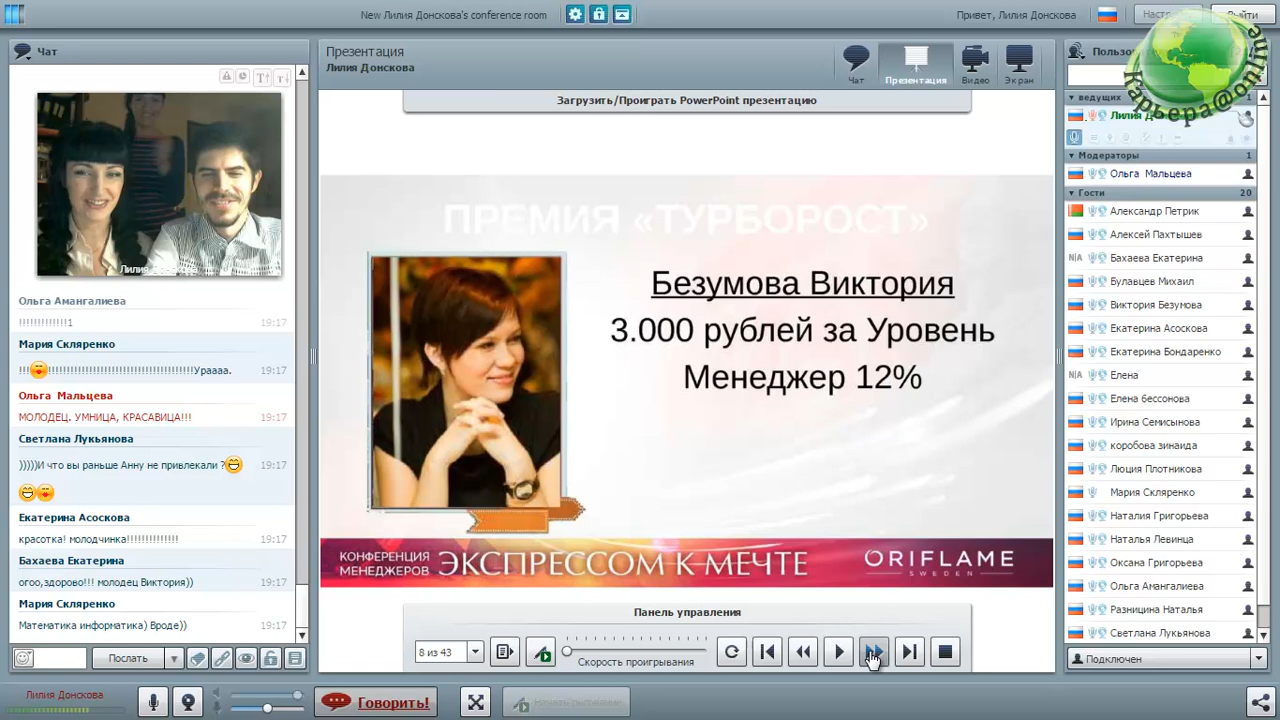 New Лилия Донскова's conference room
Привет, Лилия Донскова
Выйти
Чат
Лилия
Ольга Амангалиева
!!!!!!!!!!!!!1
19:17
Мария Скляренко
!!!!!!!!!!!!!!!!!!!!!!!!!!!!!!!!!!!!!!!Ураааа.
19:17
Ольга Мальцева
МОЛОДЕЦ. УМНИЦА, КРАСАВИЦА!!!
19:17
Светлана Лукьянова
)))))И что вы раньше Анну не привлекали ?
19:17
Екатерина Асоскова
красотка! молодчинка!!!!!!!!!!!!!!
19:17
Бахаева Екатерина
огоо,здорово!!! молодец Виктория))
19:17
Мария Скляренко
Математика информатика) Вроде))
19:17
Послать
Презентация
Лилия Донскова
Чат
Презентация
Видео
Экран
Загрузить/Проиграть PowerPoint презентацию
ПРЕМИЯ «ТУРБОРОСТ»
Безумова Виктория
3.000 рублей за Уровень
Менеджер 12%
КОНФЕРЕНЦИЯ
МЕНЕДЖЕРОВ
ЭКСПРЕССОМ К МЕЧТЕ
ORIFLAME
SWEDEN
Панель управления
8 из 43
Скорость проигрывания
Карьера@online
ведущих
1
Лилия
Модераторы
1
Ольга Мальцева
Гости
20
Александр Петрик
Алексей Пахтышев
N|A
Бахаева Екатерина
Булавцев Михаил
Виктория Безумова
Екатерина Асоскова
Екатерина Бондаренко
N|A
Елена
Елена бессонова
Ирина Семисынова
коробова зинаида
Люция Плотникова
Мария Скляренко
Наталия Григорьева
Наталья Левинца
Оксана Григорьева
Ольга Амангалиева
Разницина Наталья
Светлана Лукьянова
Подключен
Лилия Донскова
Говорить!